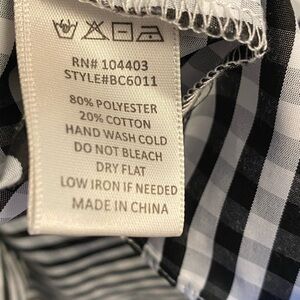 RN# 104403
STYLE#BC6011
80% POLYESTER
20% COTTON
HAND WASH COLD
DO NOT BLEACH
DRY FLAT
LOW IRON IF NEEDED
MADE IN CHINA